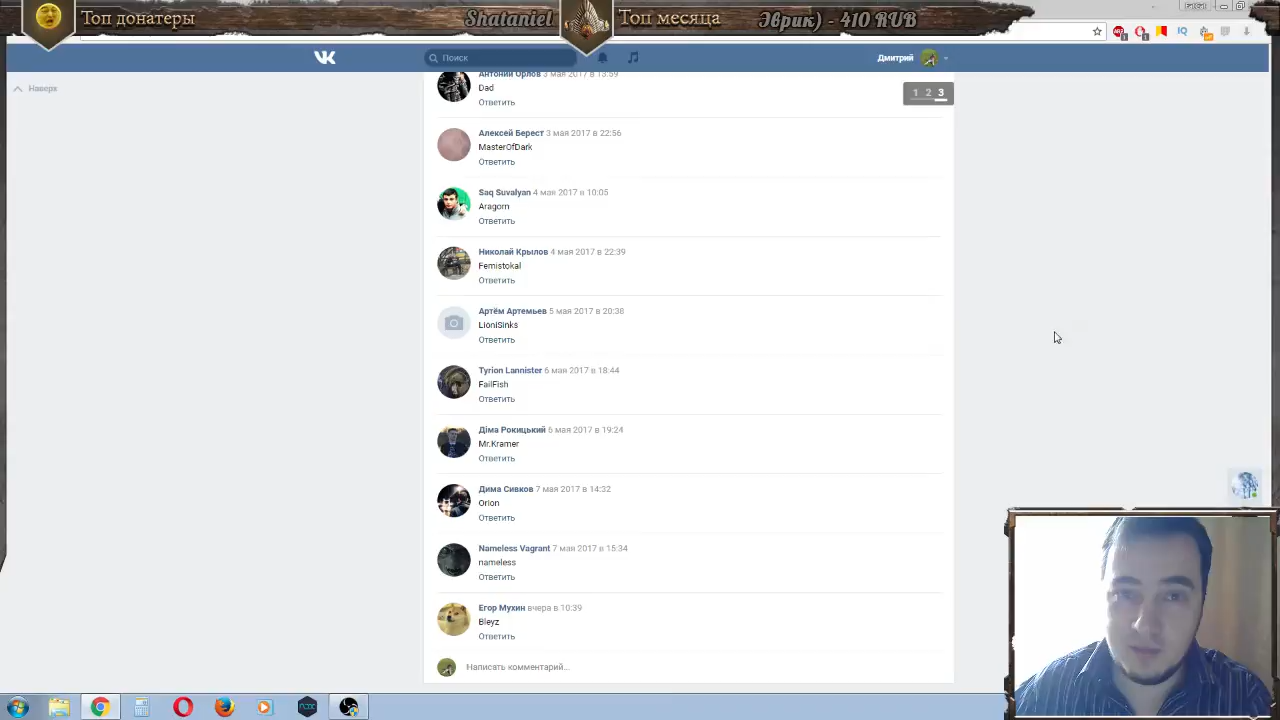 Топ донатеры
Shataniel
Топ месяца
Эврик) - 410 RUB
Поиск
Дмитрий
Наверх
1 2 3
Антоний Орлов 3 мая 2017 в 13:59
Dad
Ответить
Алексей Берест 3 мая 2017 в 22:56
MasterOfDark
Ответить
Saq Suvalyan 4 мая 2017 в 10:05
Aragorn
Ответить
Николай Крылов 4 мая 2017 в 22:39
Femistokal
Ответить
Артём Артемьев 5 мая 2017 в 20:38
LioniSinks
Ответить
Tyrion Lannister 6 мая 2017 в 18:44
FailFish
Ответить
Діма Рокицький 6 мая 2017 в 19:24
Mr.Kramer
Ответить
Дима Сивков 7 мая 2017 в 14:32
Orion
Ответить
Nameless Vagrant 7 мая 2017 в 15:34
nameless
Ответить
Егор Мухин вчера в 10:39
Bleyz
Ответить
Написать комментарий...